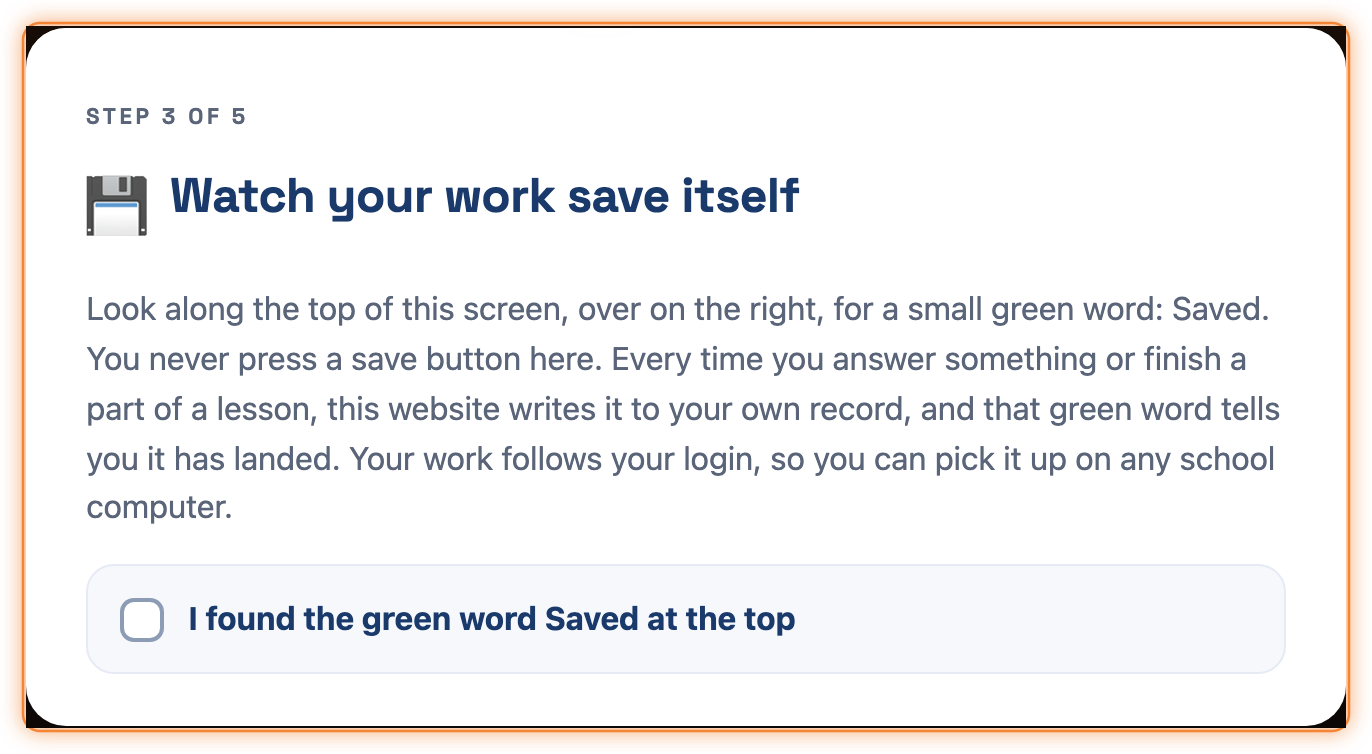 STEP 3 OF 5
Watch your work save itself
Look along the top of this screen, over on the right, for a small green word: Saved.
You never press a save button here. Every time you answer something or finish a
part of a lesson, this website writes it to your own record, and that green word tells
you it has landed. Your work follows your login, so you can pick it up on any school
computer.
I found the green word Saved at the top